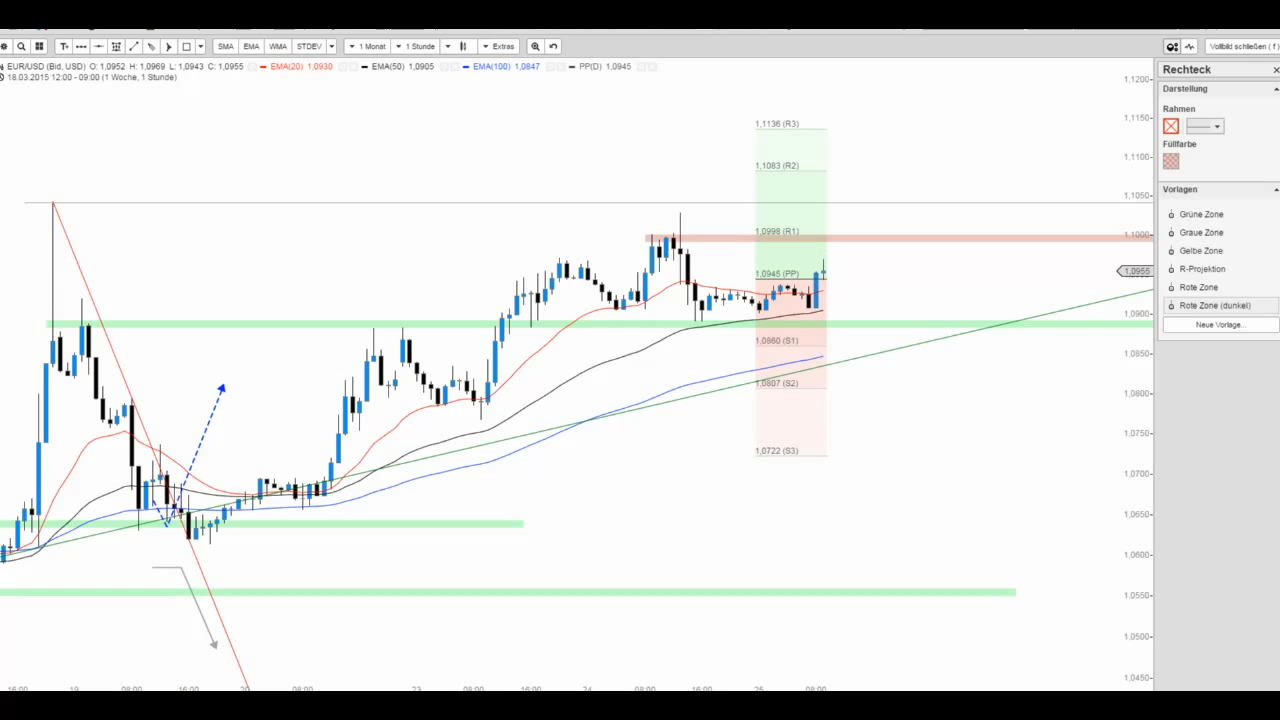 T+ SMA EMA WMA STDEV 1 Monat 1 Stunde Extras Vollbild schließen ( f )
EUR/USD (Bid, USD) O: 1,0952 H: 1,0969 L: 1,0943 C: 1,0955 EMA(20) 1,0930 EMA(50) 1,0905 EMA(100) 1,0847 PP(D) 1,0945
18.03.2015 12:00 - 09:00 (1 Woche, 1 Stunde)
1,1136 (R3)
1,1083 (R2)
1,0998 (R1)
1,0945 (PP)
1,0860 (S1)
1,0807 (S2)
1,0722 (S3)
1,1200
1,1150
1,1100
1,1050
1,1000
1,0955
1,0900
1,0850
1,0800
1,0750
1,0700
1,0650
1,0600
1,0550
1,0500
1,0450
16:00 19 08:00 16:00 20 08:00 23 08:00 16:00 24 08:00 16:00 25 08:00
Rechteck
Darstellung
Rahmen
Füllfarbe
Vorlagen
Grüne Zone
Graue Zone
Gelbe Zone
R-Projektion
Rote Zone
Rote Zone (dunkel)
Neue Vorlage...